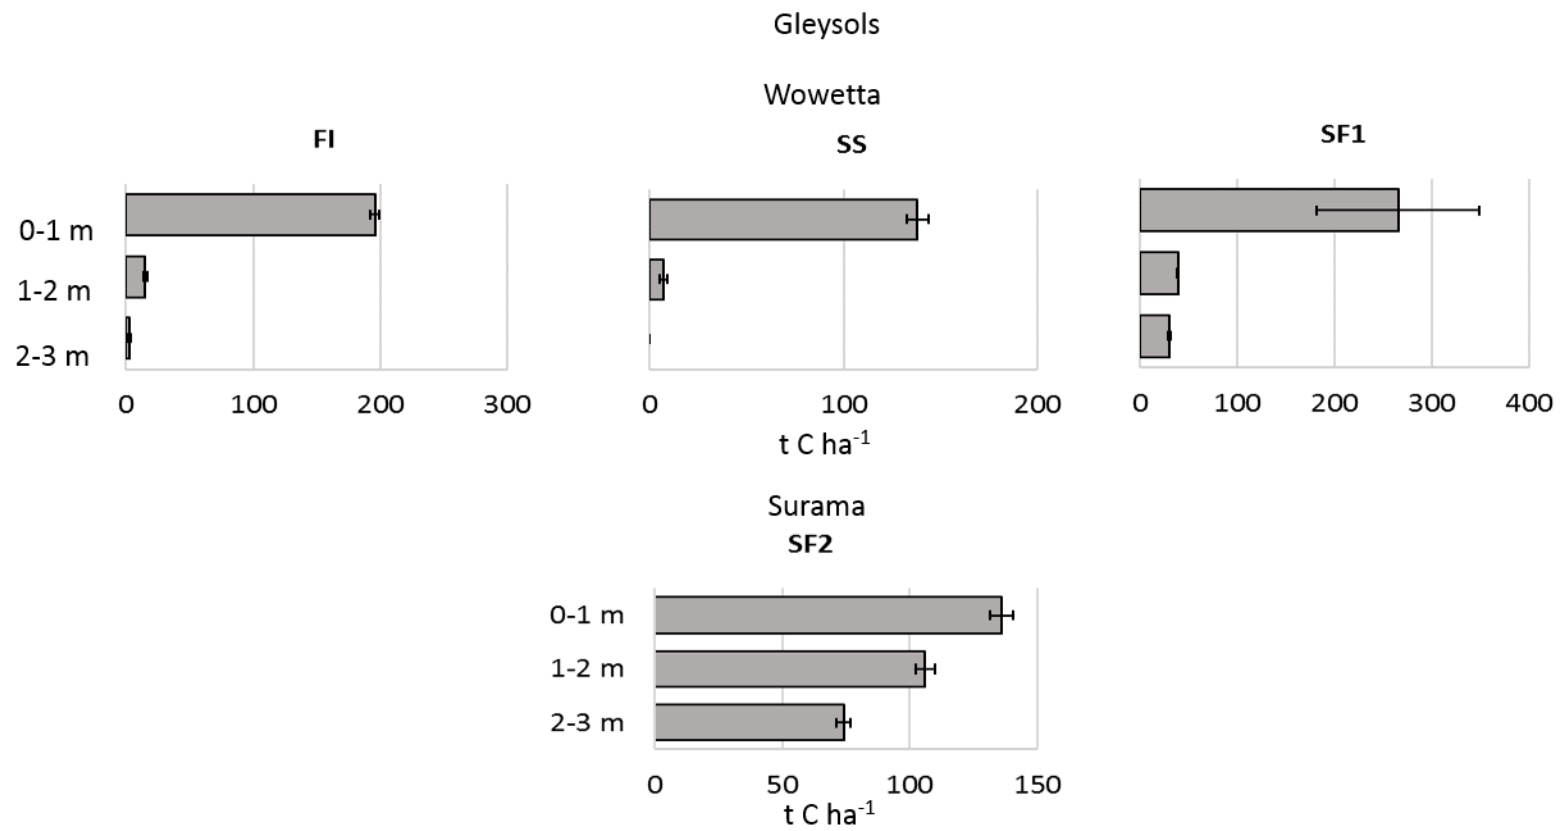 Gleysols
Wowetta
FI
SS
SF1
0-1 m
1-2 m
2-3 m
0 100 200 300
0 100 200
0 100 200 300 400
t C ha⁻¹
Surama
SF2
0-1 m
1-2 m
2-3 m
0 50 100 150
t C ha⁻¹